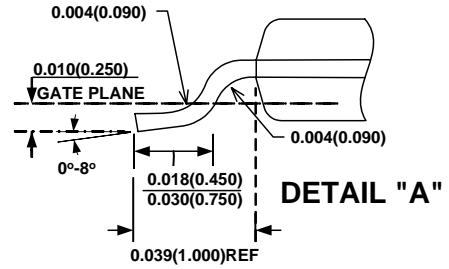 0.004(0.090)
0.010(0.250)
GATE PLANE
0.004(0.090)
0º-8º
0.018(0.450)
0.030(0.750)
DETAIL "A"
0.039(1.000)REF